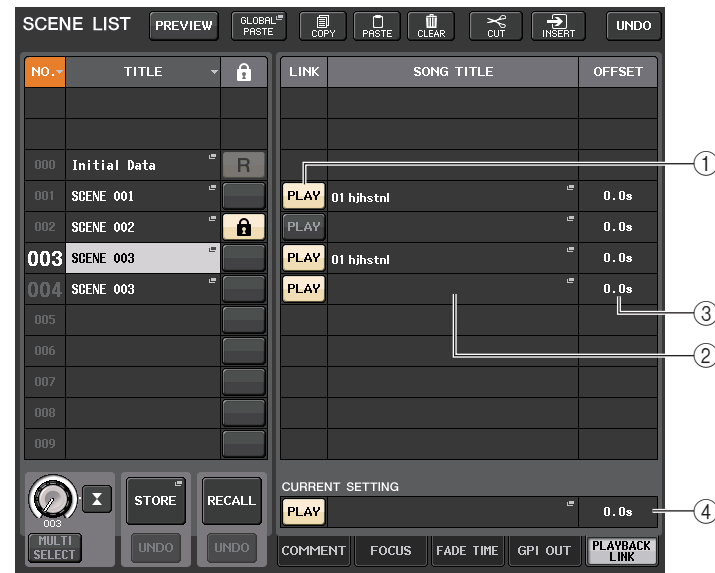 SCENE LIST PREVIEW GLOBAL PASTE COPY PASTE CLEAR CUT INSERT UNDO
NO. TITLE LINK SONG TITLE OFFSET
000 Initial Data R
001 SCENE 001 PLAY 01 hjhstnl 0.0s
002 SCENE 002 PLAY 0.0s
003 SCENE 003 PLAY 01 hjhstnl 0.0s
004 SCENE 003 PLAY 0.0s
005
006
007
008
009
1
3
2
CURRENT SETTING
PLAY 0.0s
4
003
MULTI SELECT
STORE
UNDO
RECALL
UNDO
COMMENT FOCUS FADE TIME GPI OUT PLAYBACK LINK